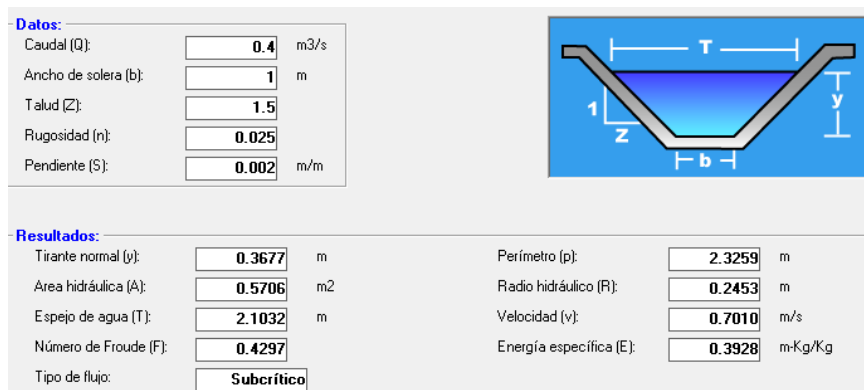 Datos:
Caudal (Q): 0.4 m3/s
Ancho de solera (b): 1 m
Talud (Z): 1.5
Rugosidad (n): 0.025
Pendiente (S): 0.002 m/m
T
y
1
Z
b
Resultados:
Tirante normal (y): 0.3677 m Perímetro (p): 2.3259 m
Area hidráulica (A): 0.5706 m2 Radio hidráulico (R): 0.2453 m
Espejo de agua (T): 2.1032 m Velocidad (v): 0.7010 m/s
Número de Froude (F): 0.4297 Energía específica (E): 0.3928 m-Kg/Kg
Tipo de flujo: Subcrítico